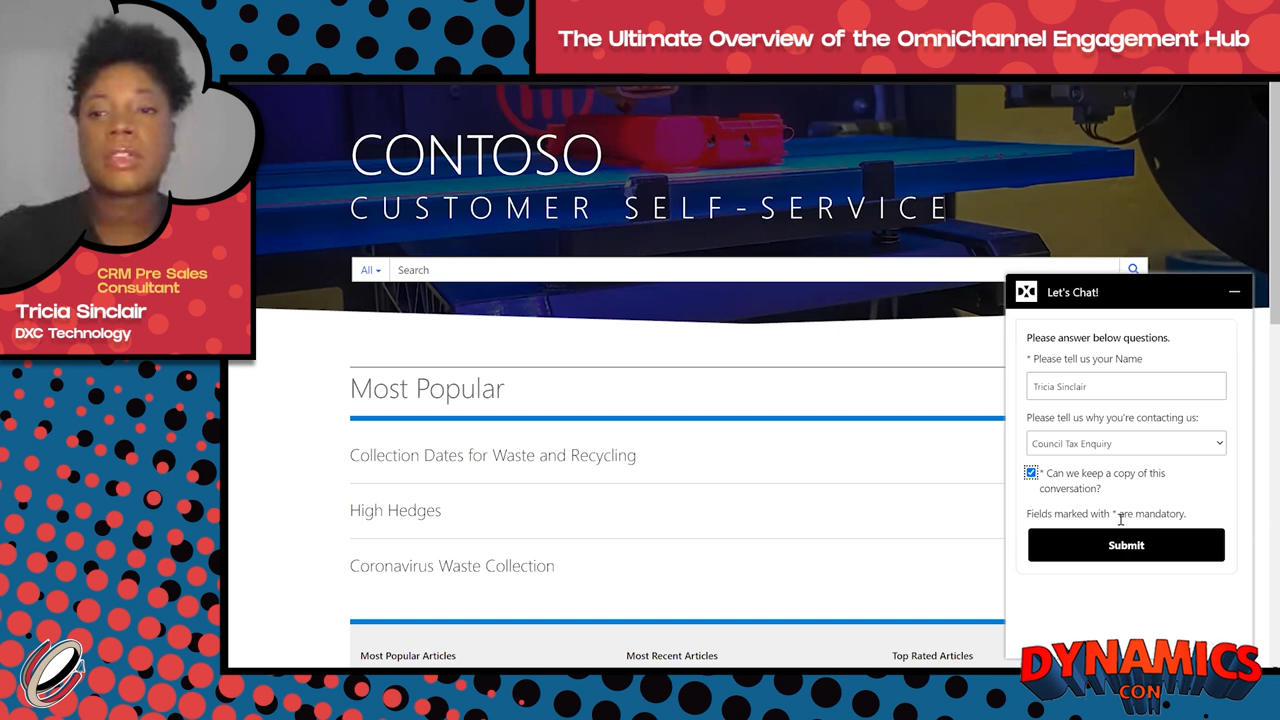 The Ultimate Overview of the OmniChannel Engagement Hub
CRM Pre Sales
Consultant
Tricia Sinclair
DXC Technology
CONTOSO
CUSTOMER SELF-SERVICE
All
Search
Most Popular
Collection Dates for Waste and Recycling
High Hedges
Coronavirus Waste Collection
Most Popular Articles
Most Recent Articles
Top Rated Articles
Let's Chat!
Please answer below questions.
* Please tell us your Name
Tricia Sinclair
Please tell us why you're contacting us:
Council Tax Enquiry
* Can we keep a copy of this
conversation?
Fields marked with * are mandatory.
Submit
DYNAMICS
CON